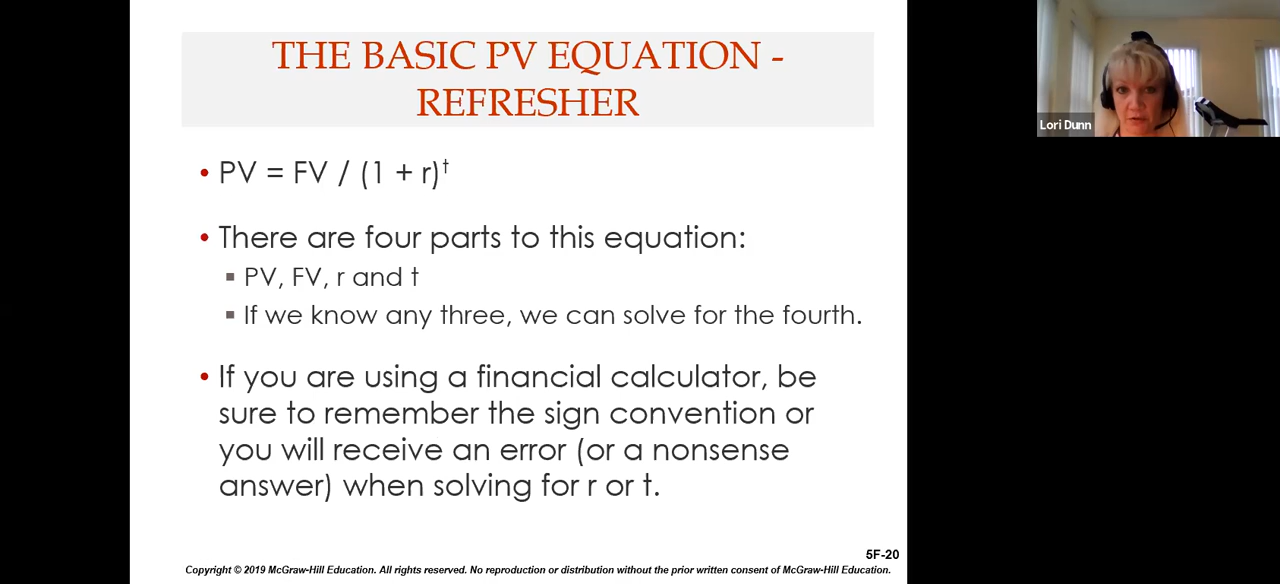 THE BASIC PV EQUATION -
REFRESHER
• PV = FV / (1 + r)ᵗ
• There are four parts to this equation:
▪ PV, FV, r and t
▪ If we know any three, we can solve for the fourth.
• If you are using a financial calculator, be
sure to remember the sign convention or
you will receive an error (or a nonsense
answer) when solving for r or t.
5F-20
Copyright © 2019 McGraw-Hill Education. All rights reserved. No reproduction or distribution without the prior written consent of McGraw-Hill Education.
Lori Dunn